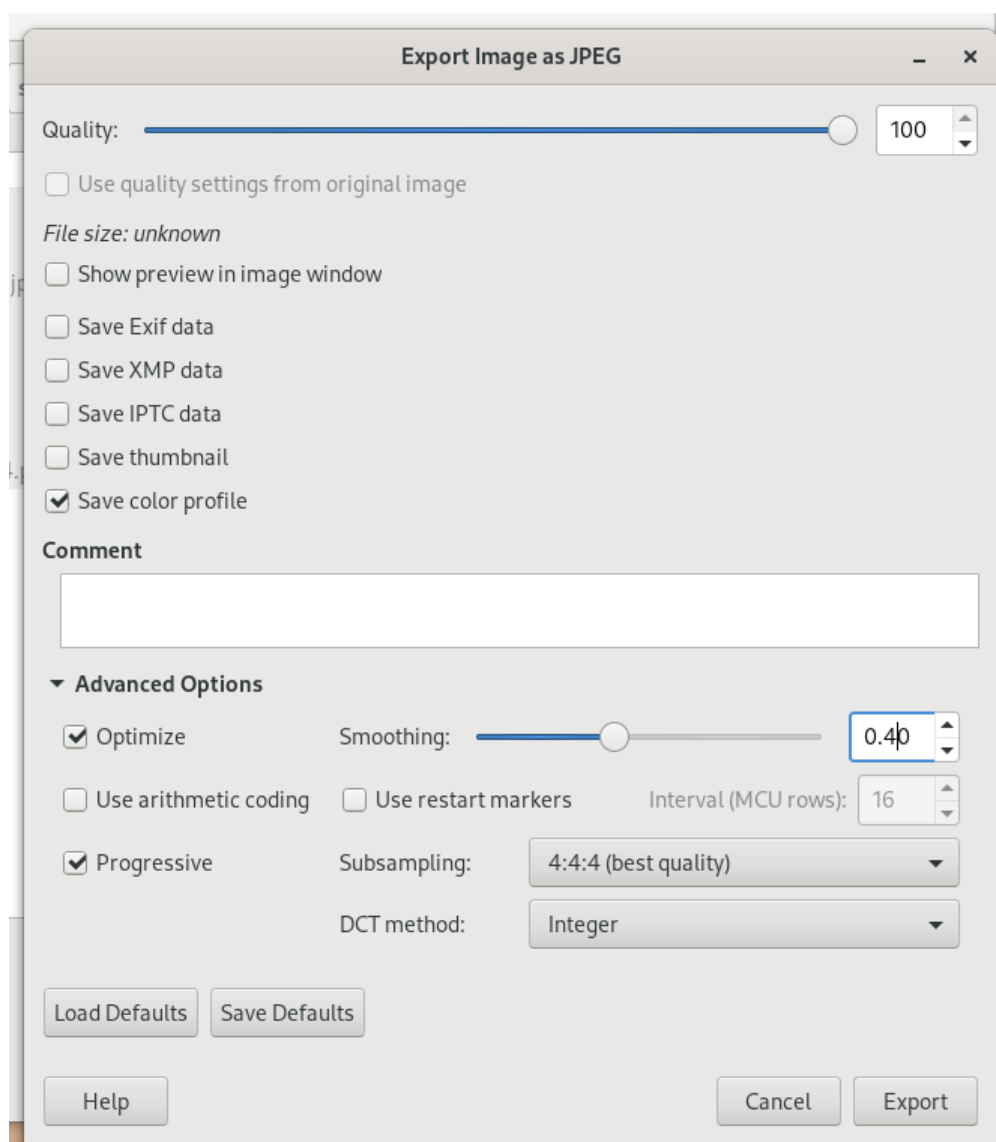 Export Image as JPEG
Quality: 100
Use quality settings from original image
File size: unknown
Show preview in image window
Save Exif data
Save XMP data
Save IPTC data
Save thumbnail
Save color profile
Comment
Advanced Options
Optimize Smoothing: 0.40
Use arithmetic coding Use restart markers Interval (MCU rows): 16
Progressive Subsampling: 4:4:4 (best quality)
DCT method: Integer
Load Defaults Save Defaults
Help Cancel Export